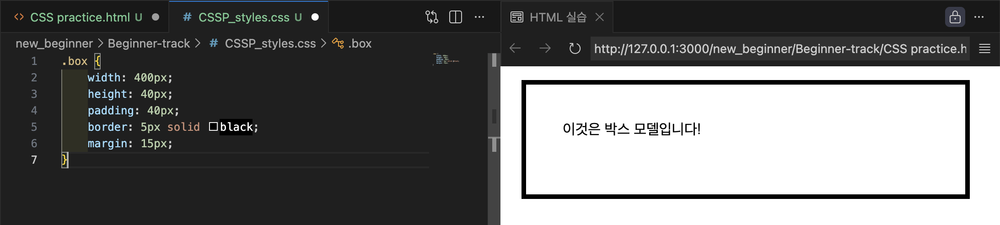 CSS practice.html U
CSSP_styles.css U
HTML 실습
new_beginner > Beginner-track > # CSSP_styles.css > .box
http://127.0.0.1:3000/new_beginner/Beginner-track/CSS practice.h
1 .box {
2 width: 400px;
3 height: 40px;
4 padding: 40px;
5 border: 5px solid black;
6 margin: 15px;
7 }
이것은 박스 모델입니다!